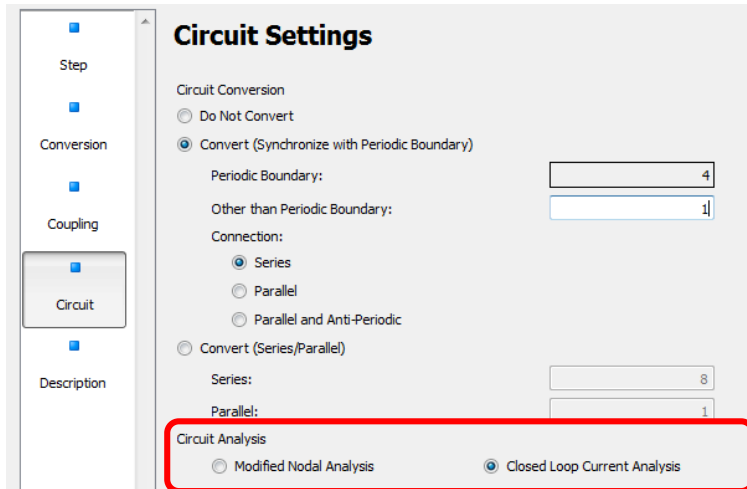 Circuit Settings
Step
Circuit Conversion
Do Not Convert
Conversion
Convert (Synchronize with Periodic Boundary)
Periodic Boundary: 4
Other than Periodic Boundary: 1
Coupling
Connection:
Series
Parallel
Circuit
Parallel and Anti-Periodic
Convert (Series/Parallel)
Description
Series: 8
Parallel: 1
Circuit Analysis
Modified Nodal Analysis Closed Loop Current Analysis